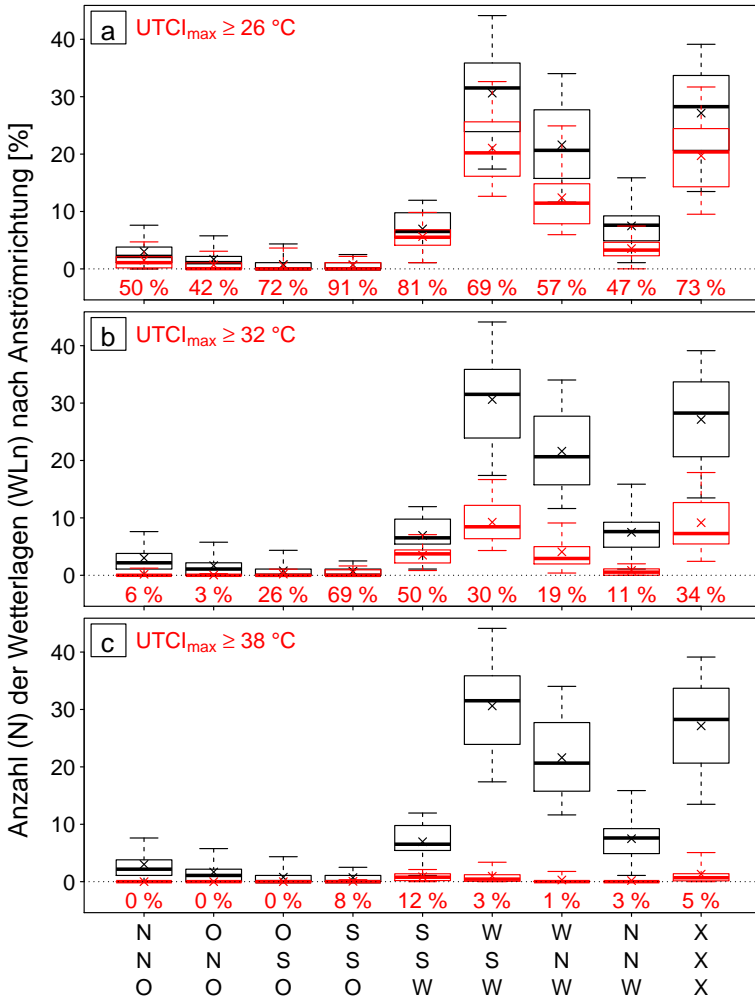 Anzahl (N) der Wetterlagen (WLn) nach Anströmrichtung [%]
a UTCImax ≥ 26 °C
40
30
20
10
0
50 % 42 % 72 % 91 % 81 % 69 % 57 % 47 % 73 %
b UTCImax ≥ 32 °C
40
30
20
10
0
6 % 3 % 26 % 69 % 50 % 30 % 19 % 11 % 34 %
c UTCImax ≥ 38 °C
40
30
20
10
0
0 % 0 % 0 % 8 % 12 % 3 % 1 % 3 % 5 %
N O O S S W W N X
N N S S S S N N X
O O O O W W W W X